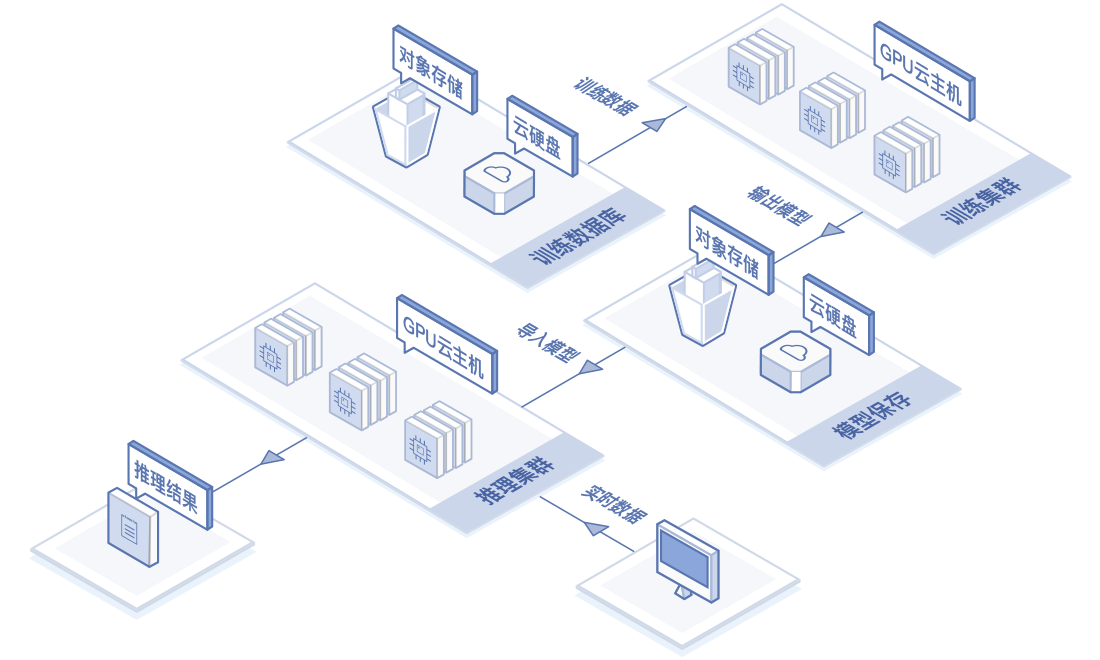 对象存储
云硬盘
训练数据库
训练数据
GPU云主机
训练集群
输出模型
对象存储
云硬盘
模型保存
导入模型
GPU云主机
推理集群
实时数据
推理结果